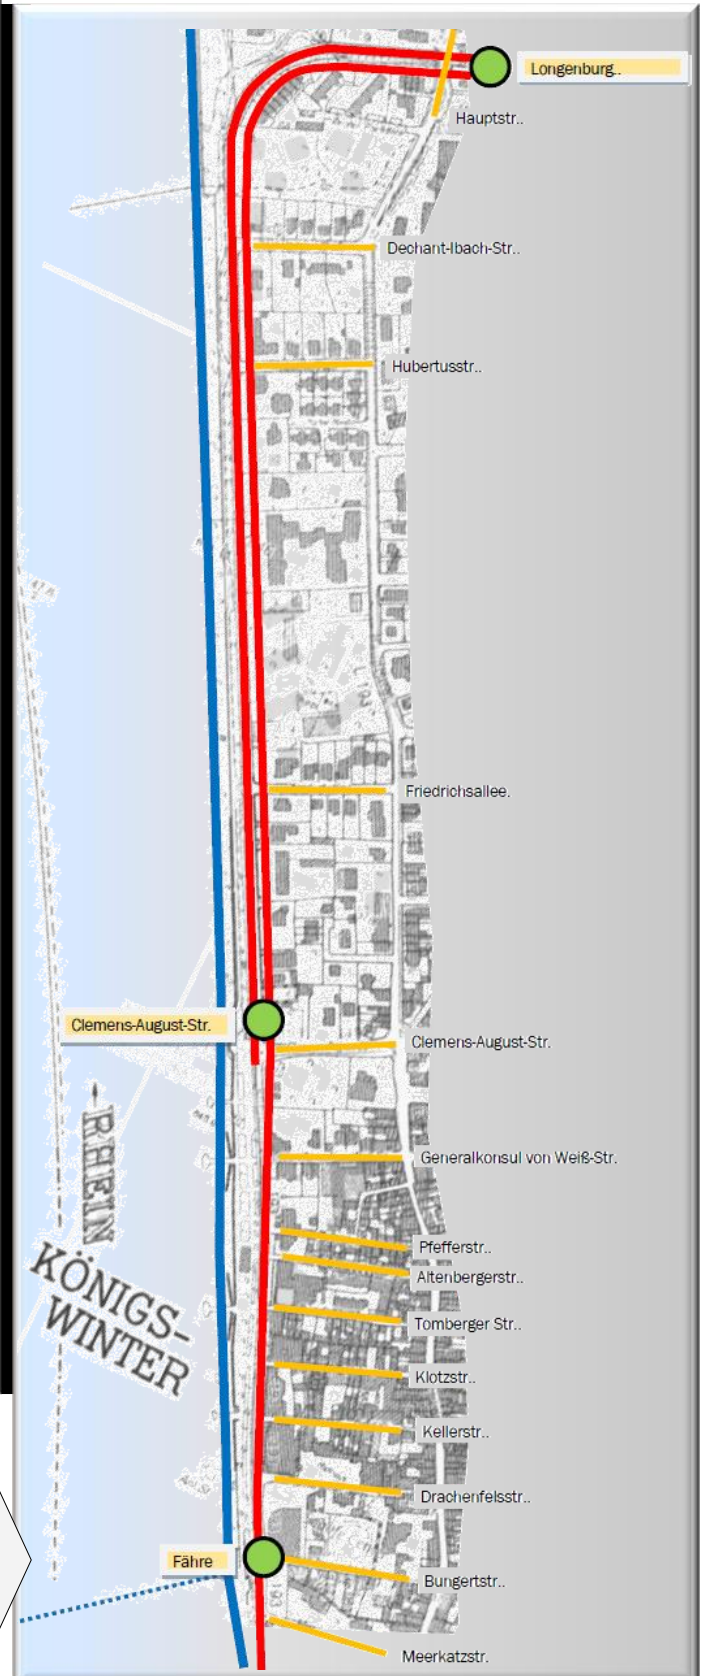 Longenburg..
Hauptstr..
Dechant-Ibach-Str..
Hubertusstr..
Friedrichsallee.
Clemens-August-Str.
Clemens-August-Str.
RHEIN
Generalkonsul von Weiß-Str.
Pfefferstr..
Altenbergerstr..
KÖNIGS-
WINTER
Tomberger Str..
Klotzstr..
Kellerstr..
Drachenfelsstr..
Fähre
Bungertstr..
Meerkatzstr.